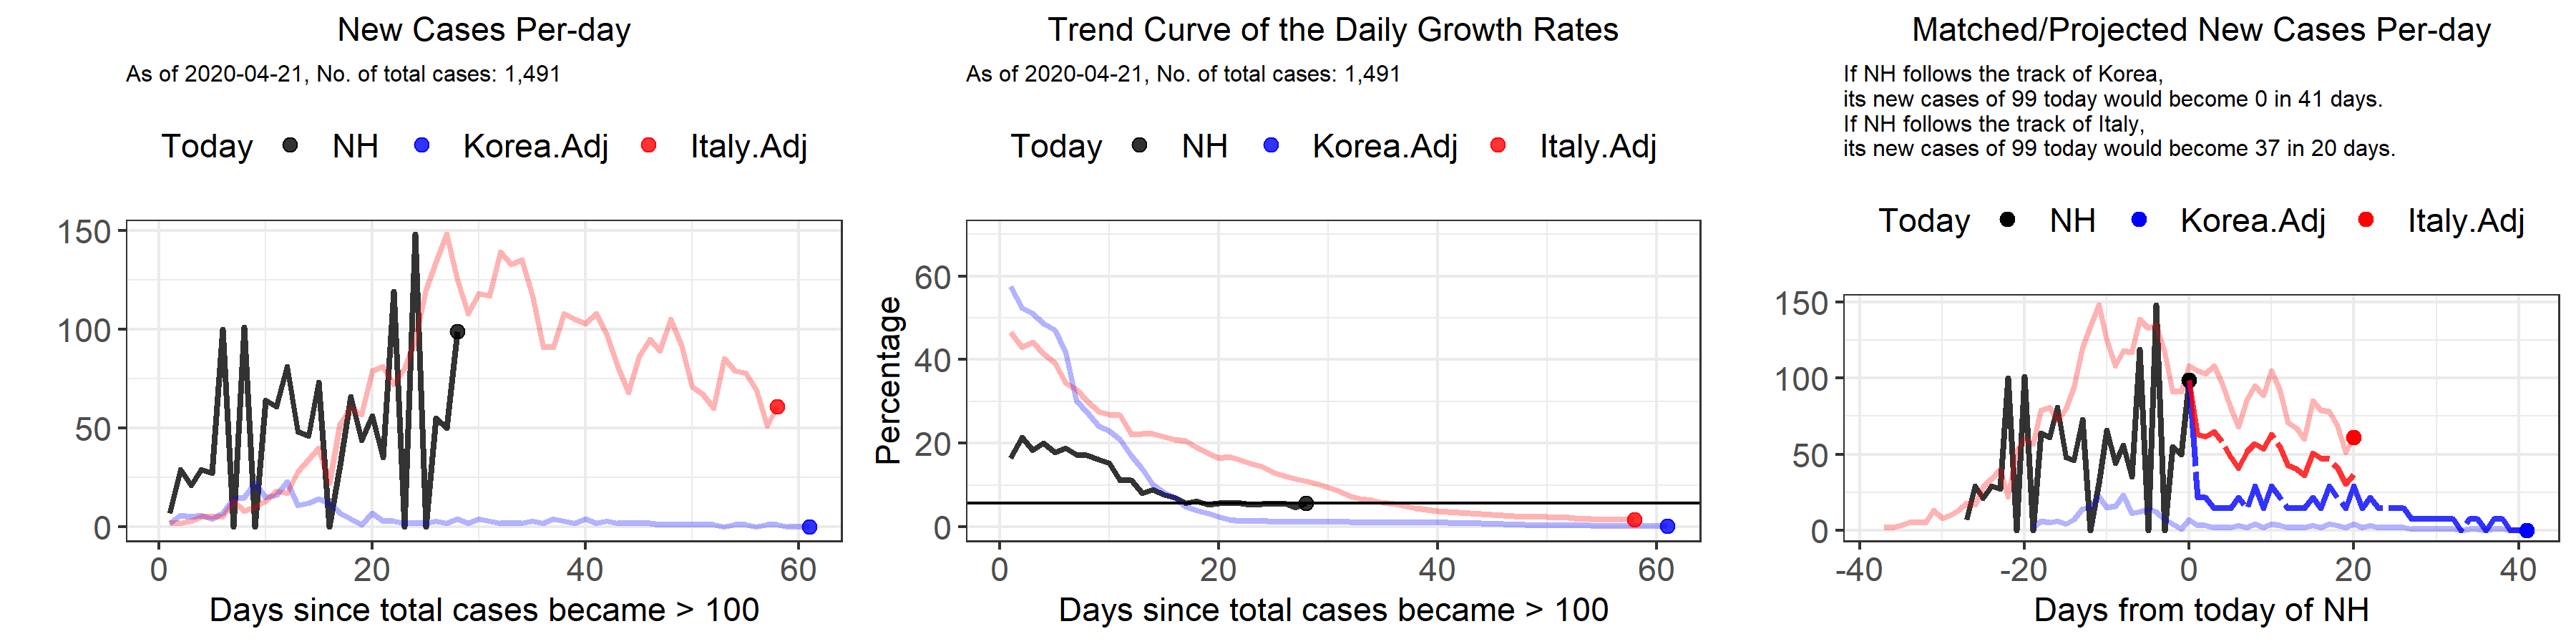 New Cases Per-day
As of 2020-04-21, No. of total cases: 1,491
Today NH Korea.Adj Italy.Adj
150
100
50
0
0 20 40 60
Days since total cases became > 100
Trend Curve of the Daily Growth Rates
As of 2020-04-21, No. of total cases: 1,491
Today NH Korea.Adj Italy.Adj
Percentage
60
40
20
0
0 20 40 60
Days since total cases became > 100
Matched/Projected New Cases Per-day
If NH follows the track of Korea,
its new cases of 99 today would become 0 in 41 days.
If NH follows the track of Italy,
its new cases of 99 today would become 37 in 20 days.
Today NH Korea.Adj Italy.Adj
150
100
50
0
-40 -20 0 20 40
Days from today of NH